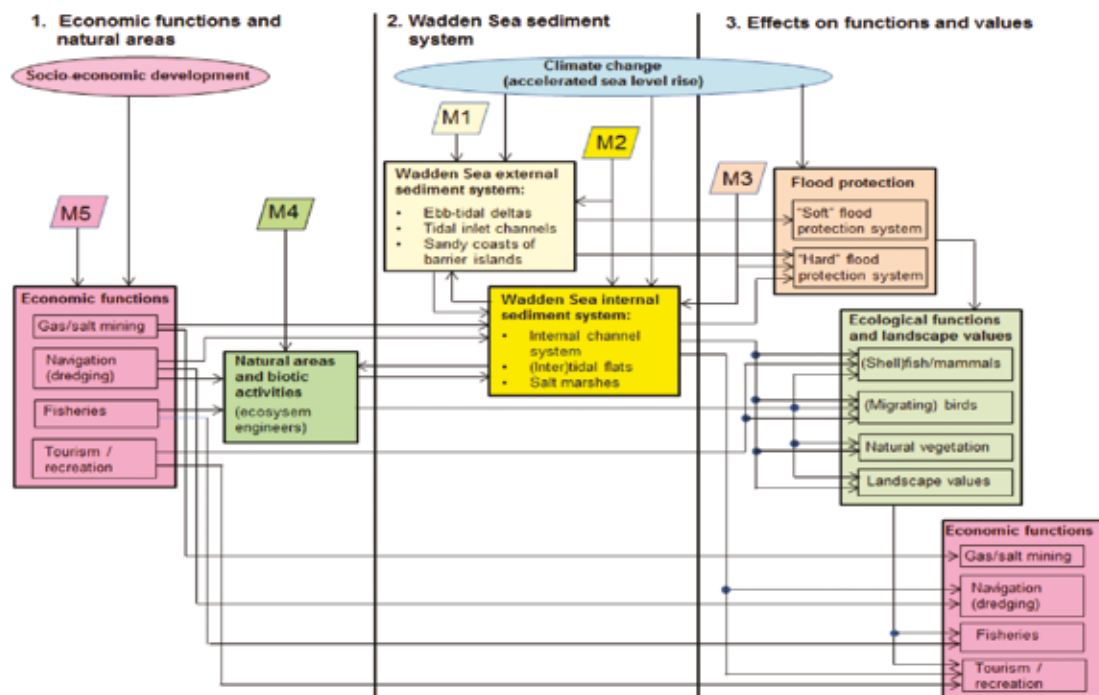 1. Economic functions and
natural areas
2. Wadden Sea sediment
system
3. Effects on functions and values
Socio-economic development
Climate change
(accelerated sea level rise)
M1
M2
M3
M4
M5
Wadden Sea external
sediment system:
• Ebb-tidal deltas
• Tidal inlet channels
• Sandy coasts of
barrier islands
Flood protection
"Soft" flood
protection system
"Hard" flood
protection system
Economic functions
Gas/salt mining
Navigation
(dredging)
Fisheries
Tourism /
recreation
Natural areas
and biotic
activities
(ecosysem
engineers)
Wadden Sea internal
sediment system:
• Internal channel
system
• (Inter)tidal flats
• Salt marshes
Ecological functions
and landscape values
(Shell)fish/mammals
(Migrating) birds
Natural vegetation
Landscape values
Economic functions
Gas/salt mining
Navigation
(dredging)
Fisheries
Tourism /
recreation